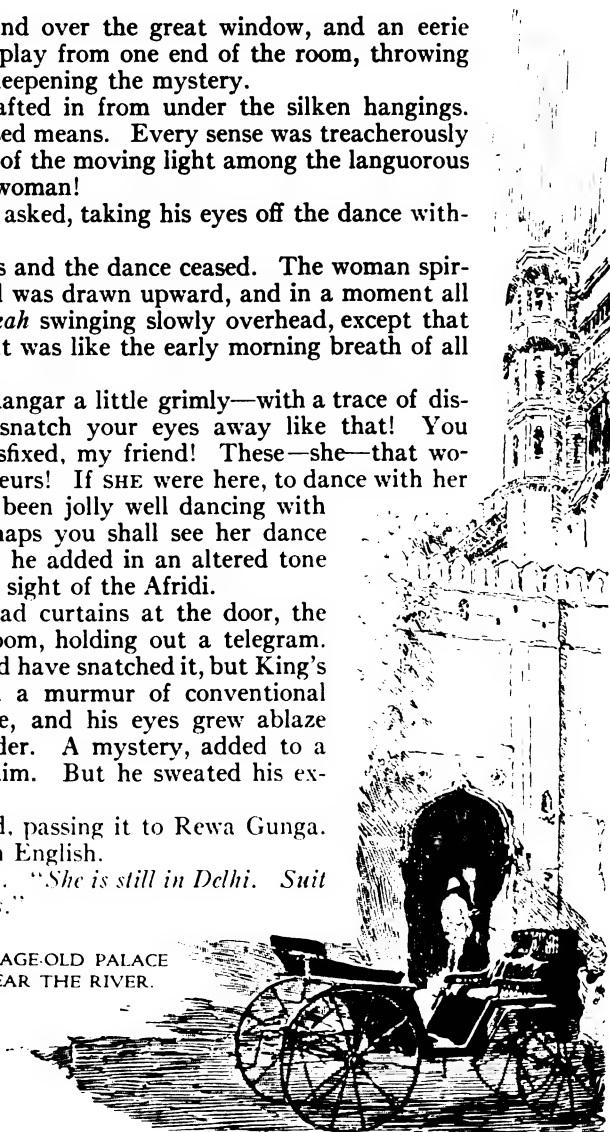 nd over the great window, and an eerie
play from one end of the room, throwing
eepening the mystery.
afted in from under the silken hangings.
sed means. Every sense was treacherously
of the moving light among the languorous
woman!
asked, taking his eyes off the dance with-
s and the dance ceased. The woman spir-
l was drawn upward, and in a moment all
eah swinging slowly overhead, except that
t was like the early morning breath of all
angar a little grimly—with a trace of dis-
snatch your eyes away like that! You
sfixed, my friend! These—she—that wo-
eurs! If SHE were here, to dance with her
been jolly well dancing with
haps you shall see her dance
he added in an altered tone
sight of the Afridi.
ad curtains at the door, the
oom, holding out a telegram.
d have snatched it, but King's
a murmur of conventional
e, and his eyes grew ablaze
der. A mystery, added to a
im. But he sweated his ex-
d, passing it to Rewa Gunga.
n English.
. "She is still in Delhi. Suit
s."
AGE-OLD PALACE
EAR THE RIVER.